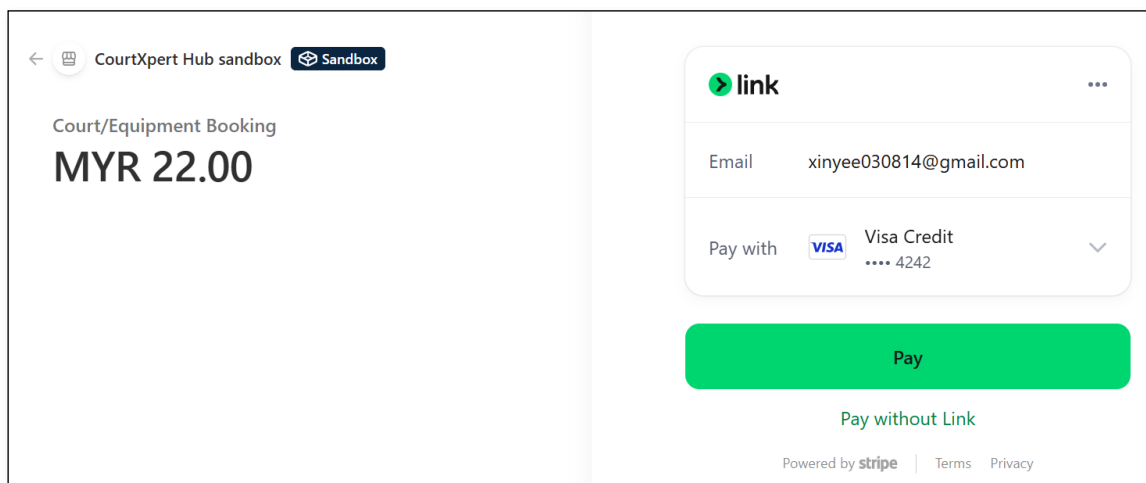 CourtXpert Hub sandbox Sandbox
Court/Equipment Booking
MYR 22.00
link
Email xinyee030814@gmail.com
Pay with VISA Visa Credit
•••• 4242
Pay
Pay without Link
Powered by stripe Terms Privacy